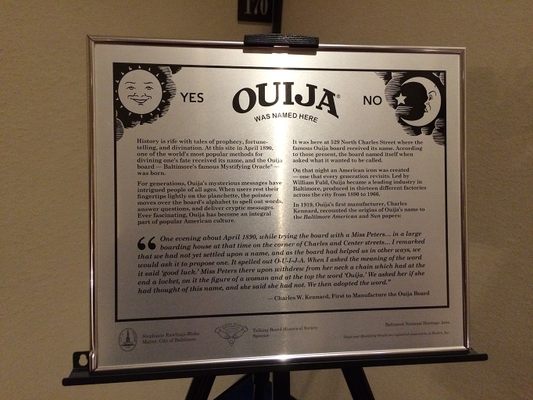 170
YES
OUIJA®
NO
WAS NAMED HERE
History is rife with tales of prophecy, fortune-
telling, and divination. At this site in April 1890,
one of the world's most popular methods for
divining one's fate received its name, and the Ouija
board — Baltimore's famous Mystifying Oracle® —
was born.
For generations, Ouija's mysterious messages have
intrigued people of all ages. When users rest their
fingertips lightly on the planchette, the pointer
moves over the board's alphabet to spell out words,
answer questions, and deliver cryptic messages.
Ever fascinating, Ouija has become an integral
part of popular American culture.
It was here at 529 North Charles Street where the
famous Ouija board received its name. According
to those present, the board named itself when
asked what it wanted to be called.
On that night an American icon was created
— one that every generation revisits. Led by
William Fuld, Ouija became a leading industry in
Baltimore, produced in thirteen different factories
across the city from 1890 to 1966.
In 1919, Ouija's first manufacturer, Charles
Kennard, recounted the origins of Ouija's name to
the Baltimore American and Sun papers:
“One evening about April 1890, while trying the board with a Miss Peters... in a large
boarding house at that time on the corner of Charles and Center streets... I remarked
that we had not yet settled upon a name, and as the board had helped us in other ways, we
would ask it to propose one. It spelled out O-U-I-J-A. When I asked the meaning of the word
it said 'good luck.' Miss Peters there upon withdrew from her neck a chain which had at the
end a locket, on it the figure of a woman and at the top the word 'Ouija.' We asked her if she
had thought of this name, and she said she had not. We then adopted the word.”
— Charles W. Kennard, First to Manufacture the Ouija Board
Stephanie Rawlings-Blake
Mayor, City of Baltimore
Talking Board Historical Society
Sponsor
Baltimore National Heritage Area